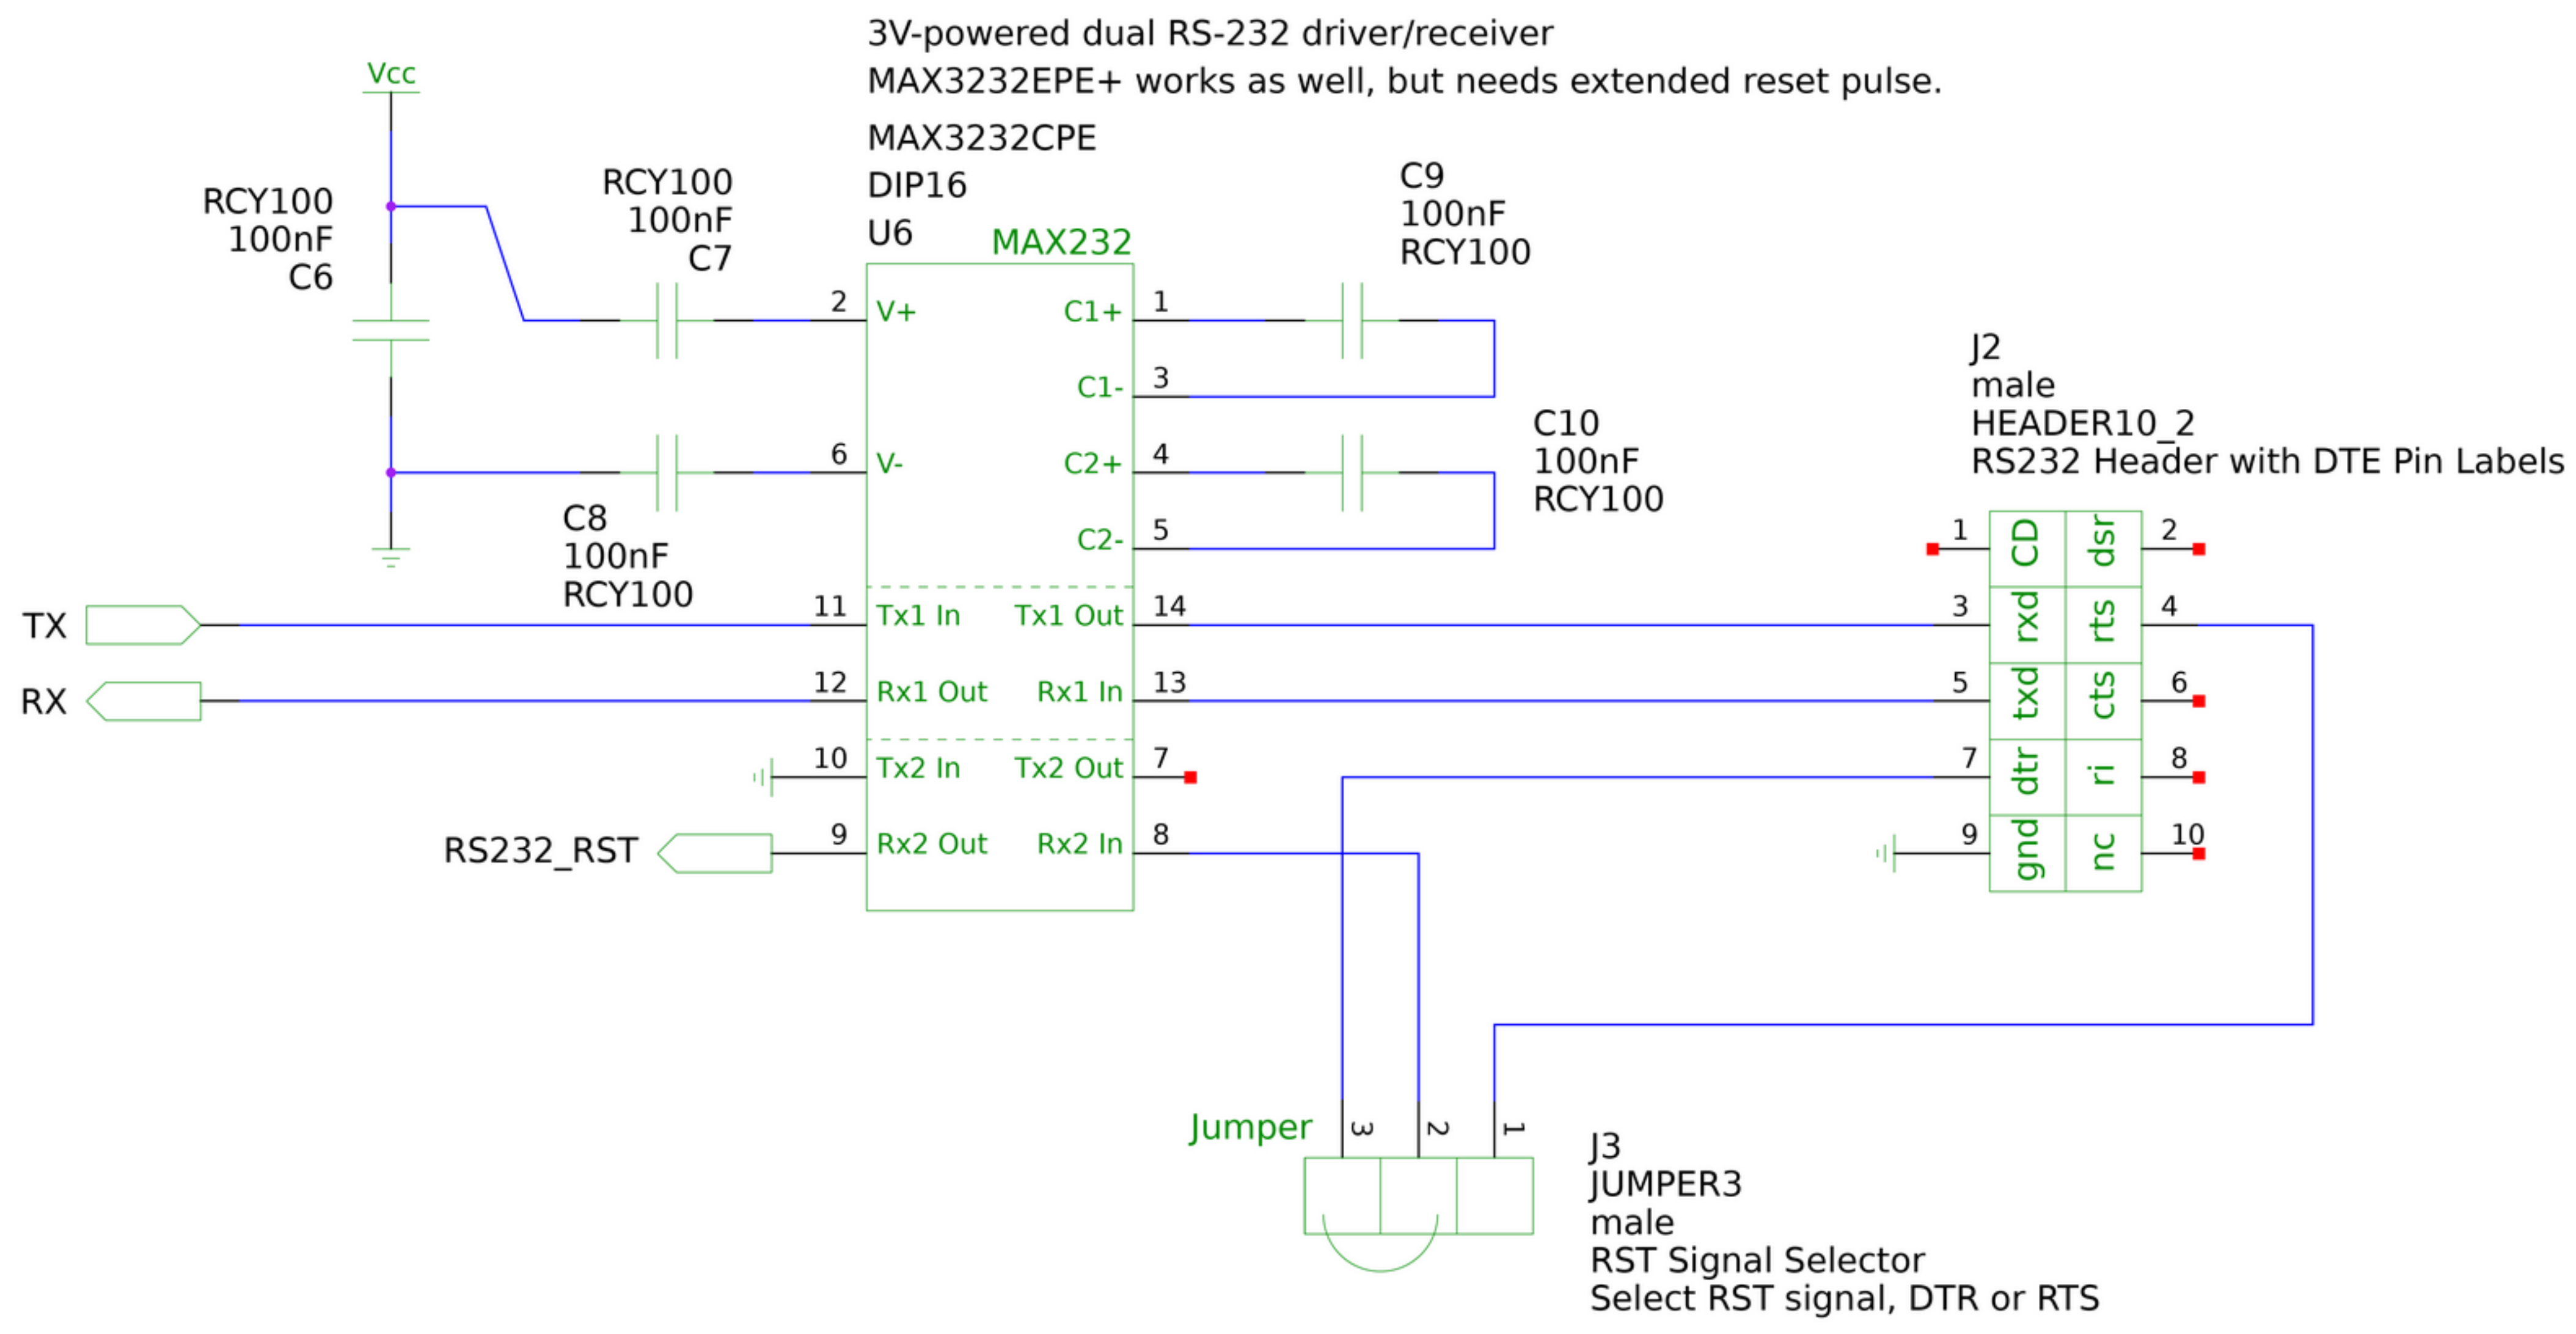 3V-powered dual RS-232 driver/receiver
MAX3232EPE+ works as well, but needs extended reset pulse.
MAX3232CPE
DIP16
U6
MAX232
Vcc
RCY100
100nF
C6
RCY100
100nF
C7
C8
100nF
RCY100
C9
100nF
RCY100
C10
100nF
RCY100
2 V+ C1+ 1
C1- 3
6 V- C2+ 4
C2- 5
TX 11 Tx1 In Tx1 Out 14
RX 12 Rx1 Out Rx1 In 13
10 Tx2 In Tx2 Out 7
RS232_RST 9 Rx2 Out Rx2 In 8
J2
male
HEADER10_2
RS232 Header with DTE Pin Labels
1 CD dsr 2
3 rxd rts 4
5 txd cts 6
7 dtr ri 8
9 gnd nc 10
Jumper
3 2 1
J3
JUMPER3
male
RST Signal Selector
Select RST signal, DTR or RTS